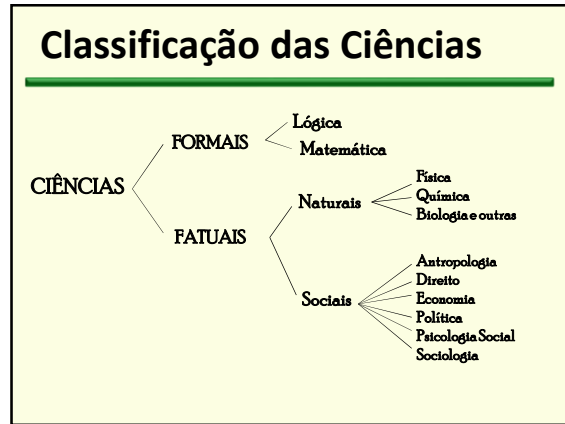 Classificação das Ciências
CIÊNCIAS
FORMAIS
Lógica
Matemática
FATUAIS
Naturais
Física
Química
Biologia e outras
Sociais
Antropologia
Direito
Economia
Política
Psicologia Social
Sociologia